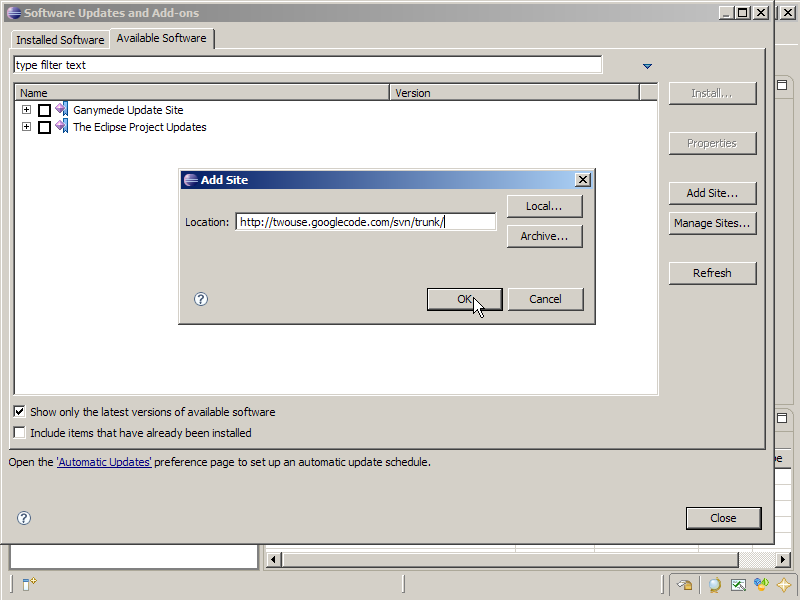 Software Updates and Add-ons
Installed Software
Available Software
type filter text
Name
Version
Ganymede Update Site
The Eclipse Project Updates
Install...
Properties
Add Site...
Manage Sites...
Refresh
Add Site
Location:
http://twouse.googlecode.com/svn/trunk/
Local...
Archive...
OK
Cancel
Show only the latest versions of available software
Include items that have already been installed
Open the 'Automatic Updates' preference page to set up an automatic update schedule.
Close